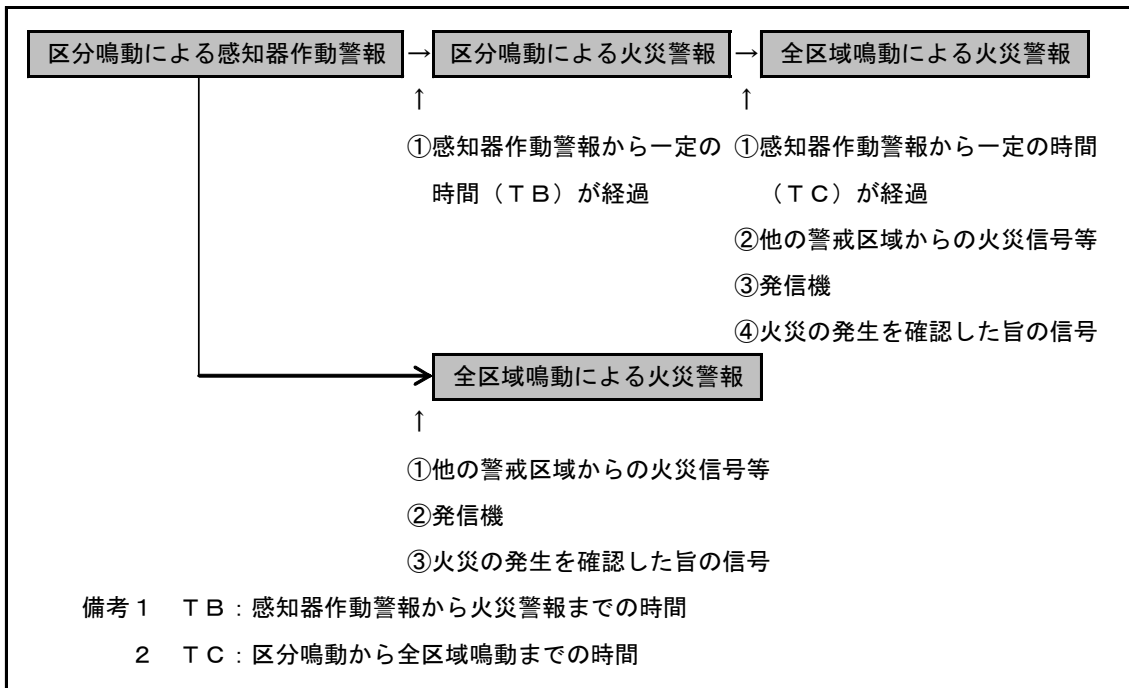 区分鳴動による感知器作動警報 → 区分鳴動による火災警報 → 全区域鳴動による火災警報
↑ ↑
①感知器作動警報から一定の ①感知器作動警報から一定の時間
時間（ＴＢ）が経過 （ＴＣ）が経過
②他の警戒区域からの火災信号等
③発信機
④火災の発生を確認した旨の信号
全区域鳴動による火災警報
↑
①他の警戒区域からの火災信号等
②発信機
③火災の発生を確認した旨の信号
備考１　ＴＢ：感知器作動警報から火災警報までの時間
２　ＴＣ：区分鳴動から全区域鳴動までの時間